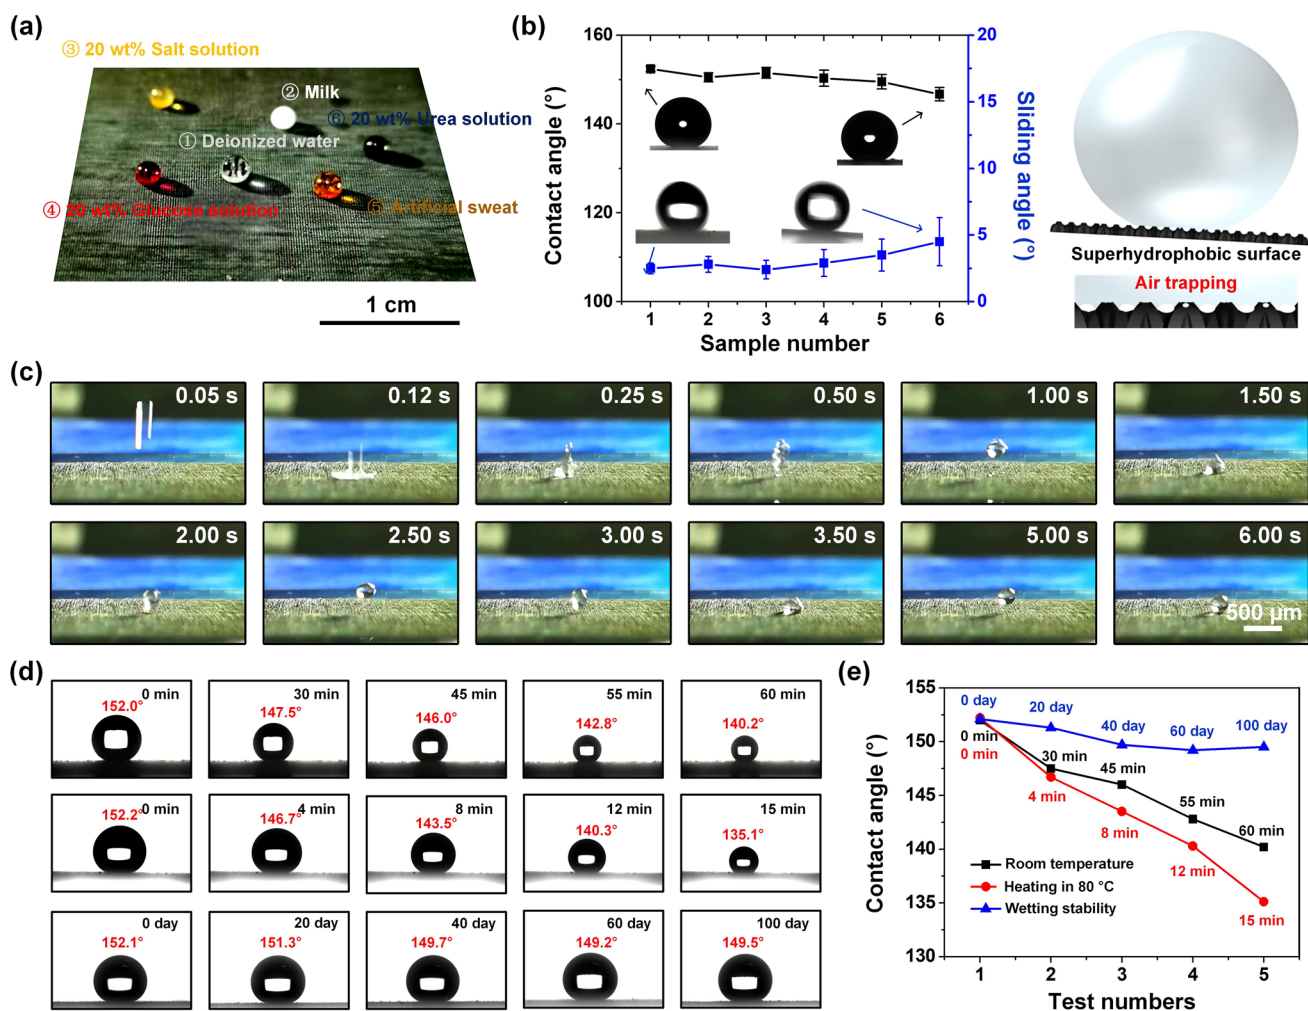 (a)
③ 20 wt% Salt solution
② Milk
⑥ 20 wt% Urea solution
① Deionized water
④ 20 wt% Glucose solution
⑤ Artificial sweat
1 cm
(b)
160
140
120
100
Contact angle (°)
20
15
10
5
0
Sliding angle (°)
1 2 3 4 5 6
Sample number
Superhydrophobic surface
Air trapping
(c)
0.05 s
0.12 s
0.25 s
0.50 s
1.00 s
1.50 s
2.00 s
2.50 s
3.00 s
3.50 s
5.00 s
6.00 s
500 µm
(d)
0 min
152.0°
30 min
147.5°
45 min
146.0°
55 min
142.8°
60 min
140.2°
0 min
152.2°
4 min
146.7°
8 min
143.5°
12 min
140.3°
15 min
135.1°
0 day
152.1°
20 day
151.3°
40 day
149.7°
60 day
149.2°
100 day
149.5°
(e)
155
150
145
140
135
130
Contact angle (°)
0 day
20 day
40 day
60 day
100 day
0 min
30 min
45 min
55 min
60 min
0 min
4 min
8 min
12 min
15 min
Room temperature
Heating in 80 °C
Wetting stability
1 2 3 4 5
Test numbers